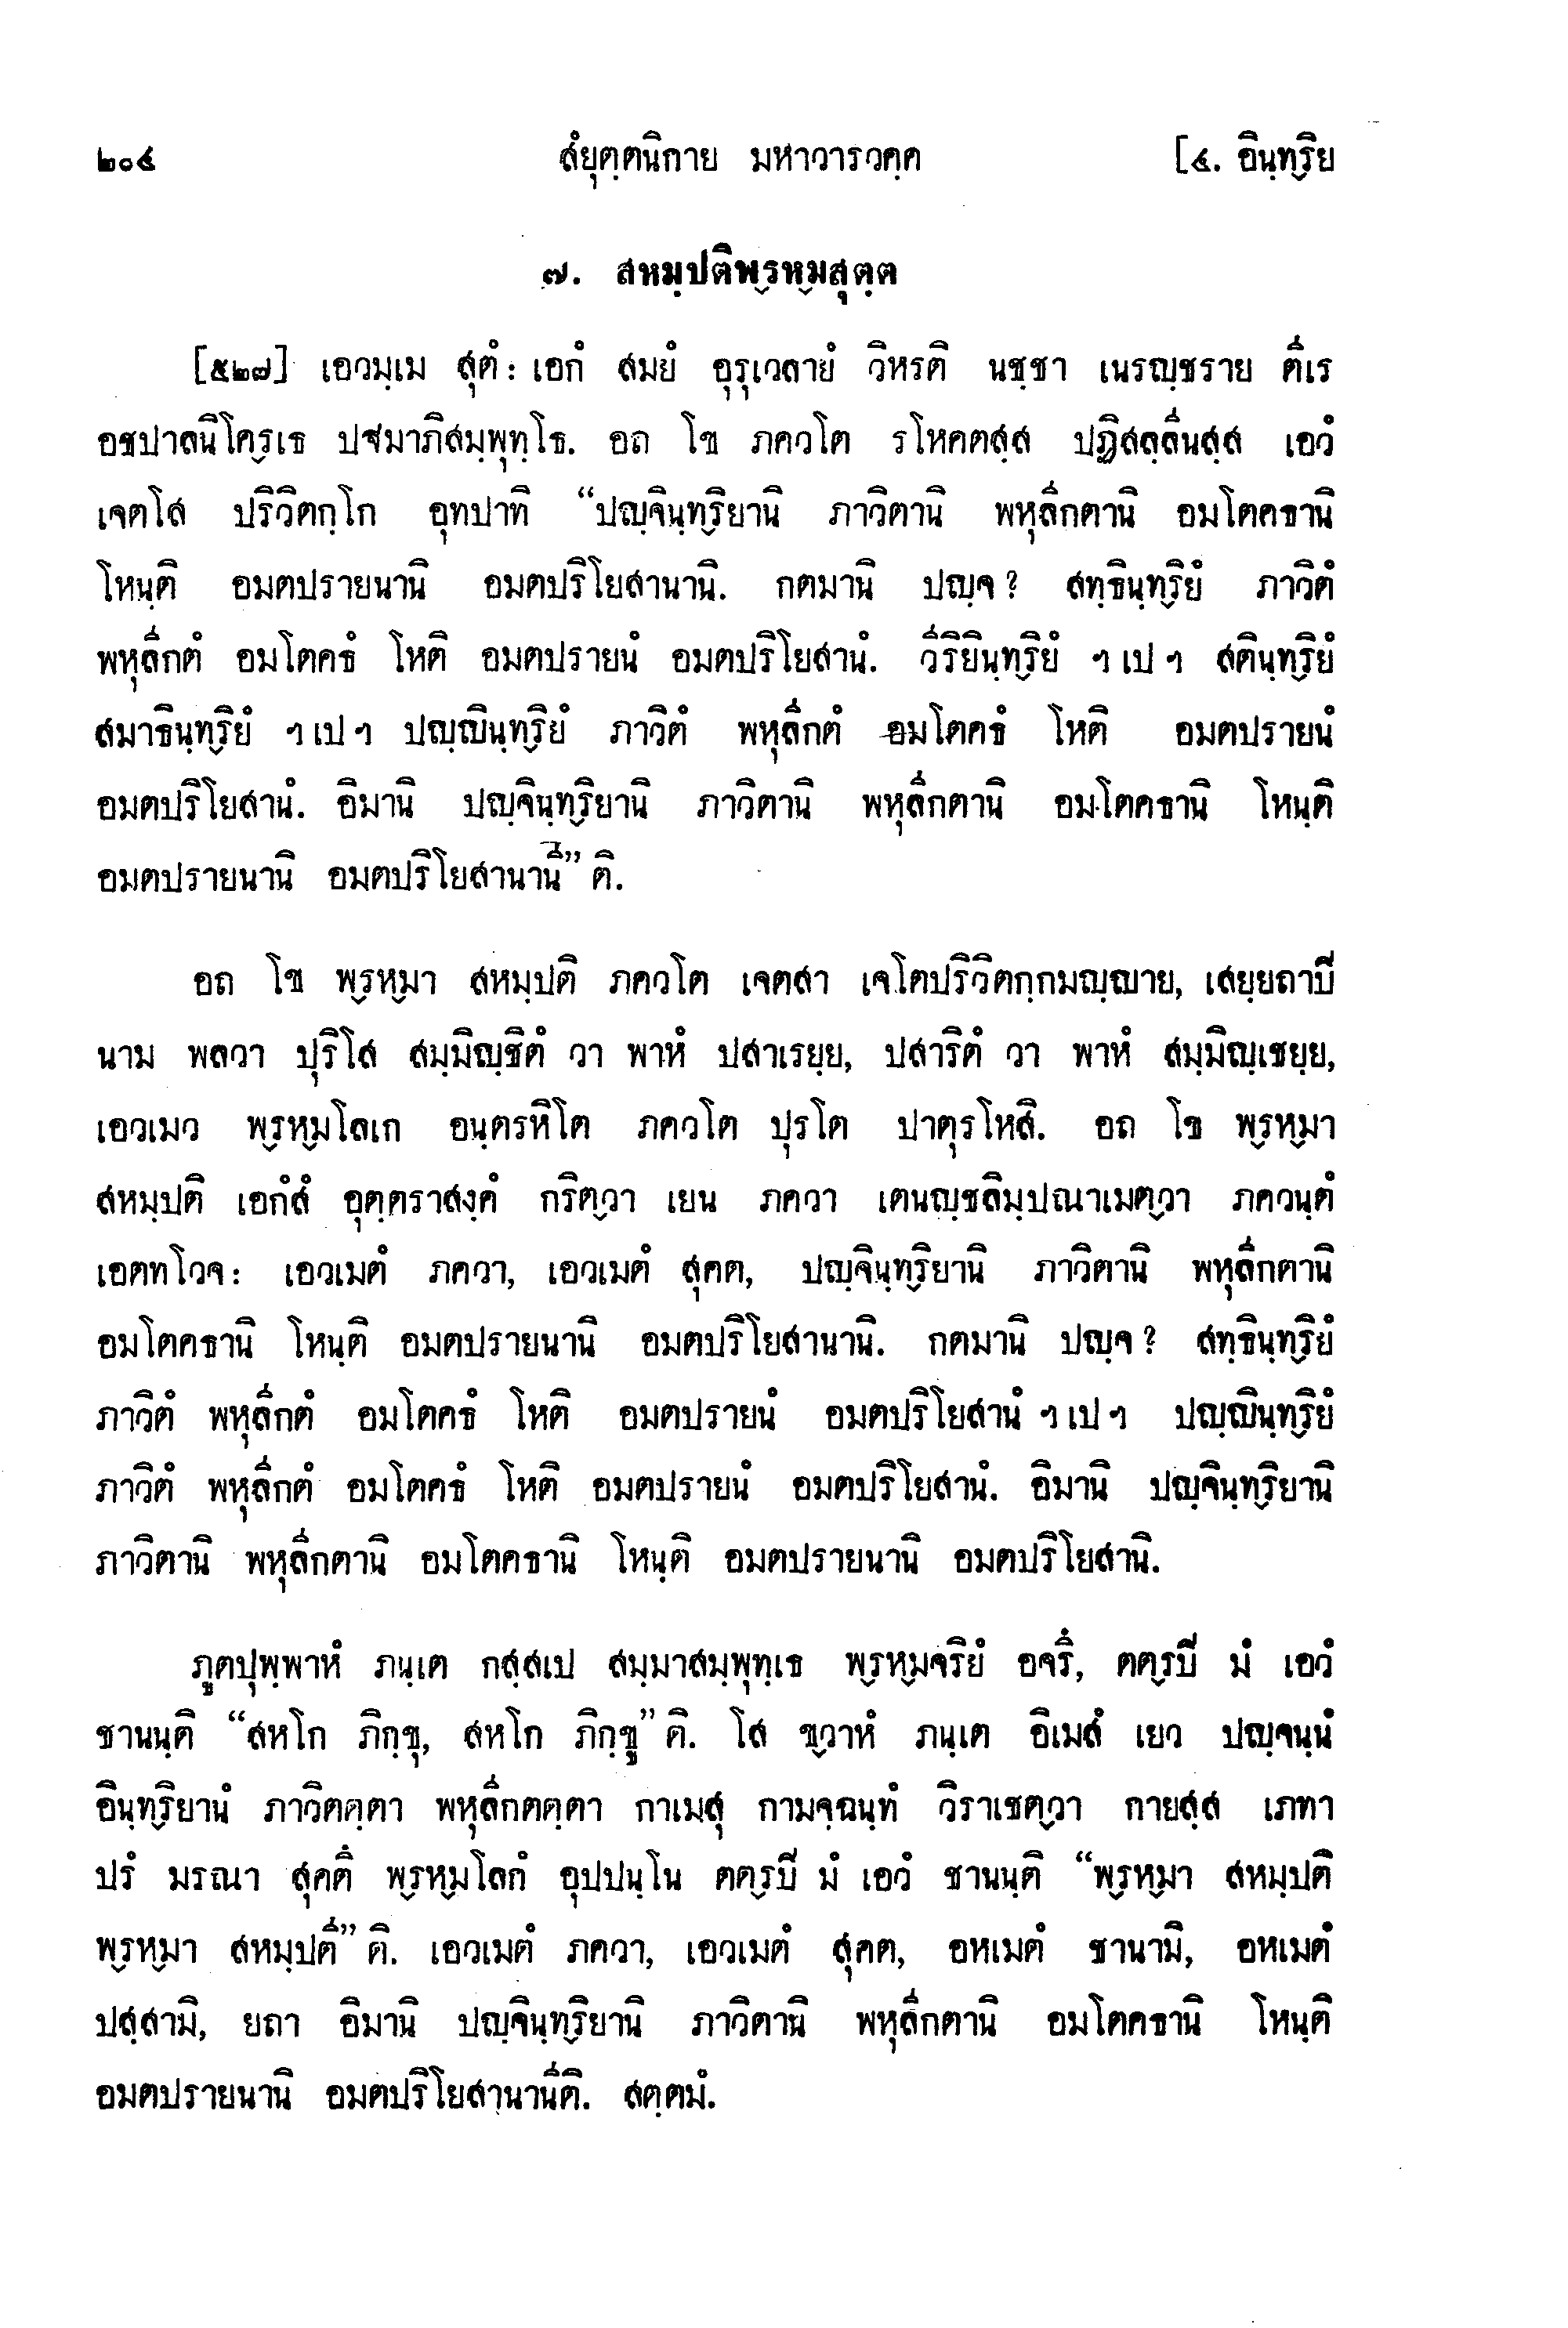 ๒๐๔ สํยุตฺตนิกาย มหาวารวคฺค [๔. อินฺทฺริย
๗. สหมฺปติพฺรหฺมสุตฺต
[๕๒๗] เอวมฺเม สุตํ: เอกํ สมยํ อุรุเวลายํ วิหรติ นชฺชา เนรญฺชราย ตีเร
อชปาลนิโคฺรเธ ปฐมาภิสมฺพุทฺโธ. อถ โข ภควโต รโหคตสฺส ปฏิสลฺลีนสฺส เอวํ
เจตโส ปริวิตกฺโก อุทปาทิ “ปญฺจินฺทฺริยานิ ภาวิตานิ พหุลีกตานิ อมโตคธานิ
โหนฺติ อมตปรายนานิ อมตปริโยสานานิ. กตมานิ ปญฺจ? สทฺธินฺทฺริยํ ภาวิตํ
พหุลีกตํ อมโตคธํ โหติ อมตปรายนํ อมตปริโยสานํ. วีริยินฺทฺริยํ ฯ เป ฯ สตินฺทฺริยํ
สมาธินฺทฺริยํ ฯ เป ฯ ปญฺญินฺทฺริยํ ภาวิตํ พหุลีกตํ อมโตคธํ โหติ อมตปรายนํ
อมตปริโยสานํ. อิมานิ ปญฺจินฺทฺริยานิ ภาวิตานิ พหุลีกตานิ อมโตคธานิ โหนฺติ
อมตปรายนานิ อมตปริโยสานานี” ติ.
อถ โข พฺรหฺมา สหมฺปติ ภควโต เจตสา เจโตปริวิตกฺกมญฺญาย, เสยฺยถาปิ
นาม พลวา ปุริโส สมฺมิญฺชิตํ วา พาหํ ปสาเรยฺย, ปสาริตํ วา พาหํ สมฺมิญฺเชยฺย,
เอวเมว พฺรหฺมโลเก อนฺตรหิโต ภควโต ปุรโต ปาตุรโหสิ. อถ โข พฺรหฺมา
สหมฺปติ เอกํสํ อุตฺตราสงฺคํ กริตฺวา เยน ภควา เตนญฺชลิมฺปณาเมตฺวา ภควนฺตํ
เอตทโวจ: เอวเมตํ ภควา, เอวเมตํ สุคต, ปญฺจินฺทฺริยานิ ภาวิตานิ พหุลีกตานิ
อมโตคธานิ โหนฺติ อมตปรายนานิ อมตปริโยสานานิ. กตมานิ ปญฺจ? สทฺธินฺทฺริยํ
ภาวิตํ พหุลีกตํ อมโตคธํ โหติ อมตปรายนํ อมตปริโยสานํ ฯ เป ฯ ปญฺญินฺทฺริยํ
ภาวิตํ พหุลีกตํ อมโตคธํ โหติ อมตปรายนํ อมตปริโยสานํ. อิมานิ ปญฺจินฺทฺริยานิ
ภาวิตานิ พหุลีกตานิ อมโตคธานิ โหนฺติ อมตปรายนานิ อมตปริโยสานิ.
ภูตปุพฺพาหํ ภนฺเต กสฺสเป สมฺมาสมฺพุทฺเธ พฺรหฺมจริยํ อจรึ, ตตฺรปิ มํ เอวํ
ชานนฺติ “สหโก ภิกฺขุ, สหโก ภิกฺขู” ติ. โส ขฺวาหํ ภนฺเต อิเมสํ เยว ปญฺจนฺนํ
อินฺทฺริยานํ ภาวิตตฺตา พหุลีกตตฺตา กาเมสุ กามจฺฉนฺทํ วิราเชตฺวา กายสฺส เภทา
ปรํ มรณา สุคตึ พฺรหฺมโลกํ อุปปนฺโน ตตฺรปิ มํ เอวํ ชานนฺติ “พฺรหฺมา สหมฺปติ
พฺรหฺมา สหมฺปตี” ติ. เอวเมตํ ภควา, เอวเมตํ สุคต, อหเมตํ ชานามิ, อหเมตํ
ปสฺสามิ, ยถา อิมานิ ปญฺจินฺทฺริยานิ ภาวิตานิ พหุลีกตานิ อมโตคธานิ โหนฺติ
อมตปรายนานิ อมตปริโยสานานีติ. สตฺตมํ.